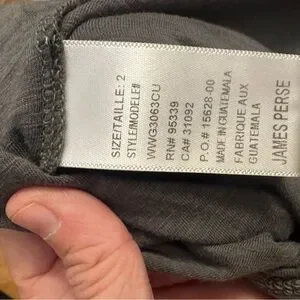 SIZE/TAILLE: 2
STYLE/MODELE#
WWG3063CU
RN# 95339
CA# 31092
P.O. # 15628-00
MADE IN GUATEMALA
FABRIQUE AUX
GUATEMALA
JAMES PERSE